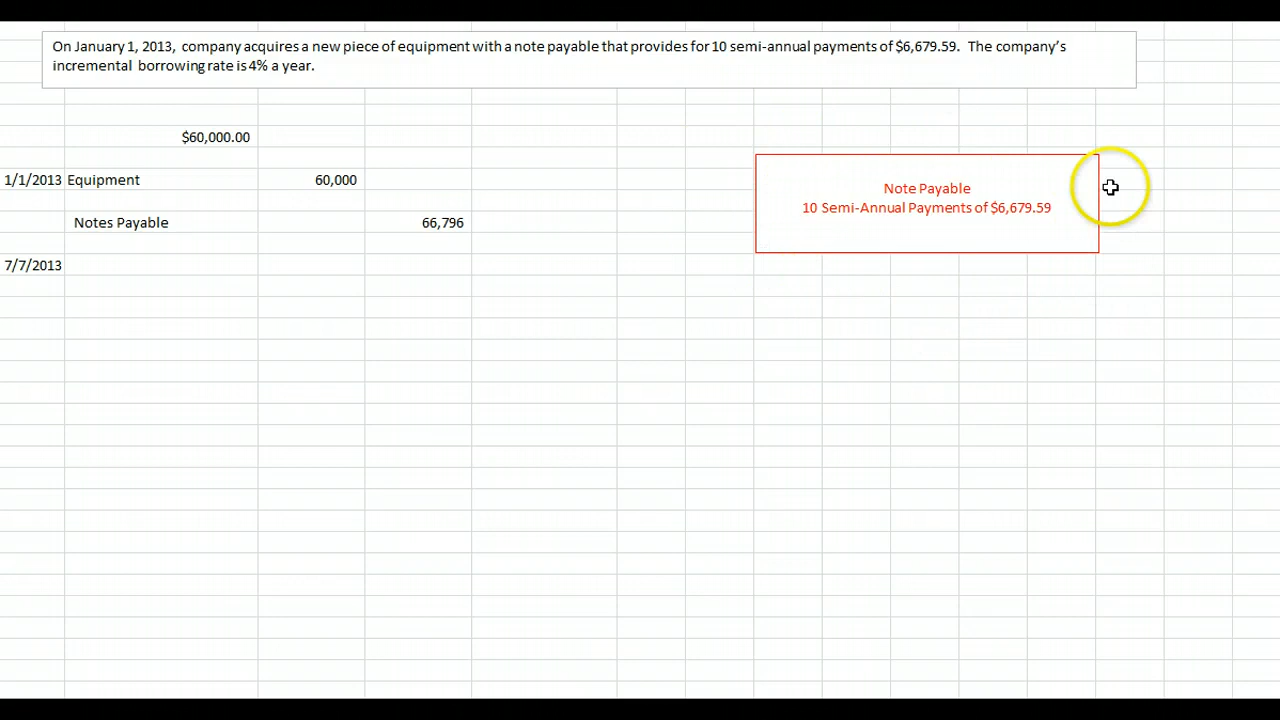 On January 1, 2013, company acquires a new piece of equipment with a note payable that provides for 10 semi-annual payments of $6,679.59. The company's
incremental borrowing rate is 4% a year.
$60,000.00
1/1/2013 Equipment 60,000
Notes Payable 66,796
7/7/2013
Note Payable
10 Semi-Annual Payments of $6,679.59